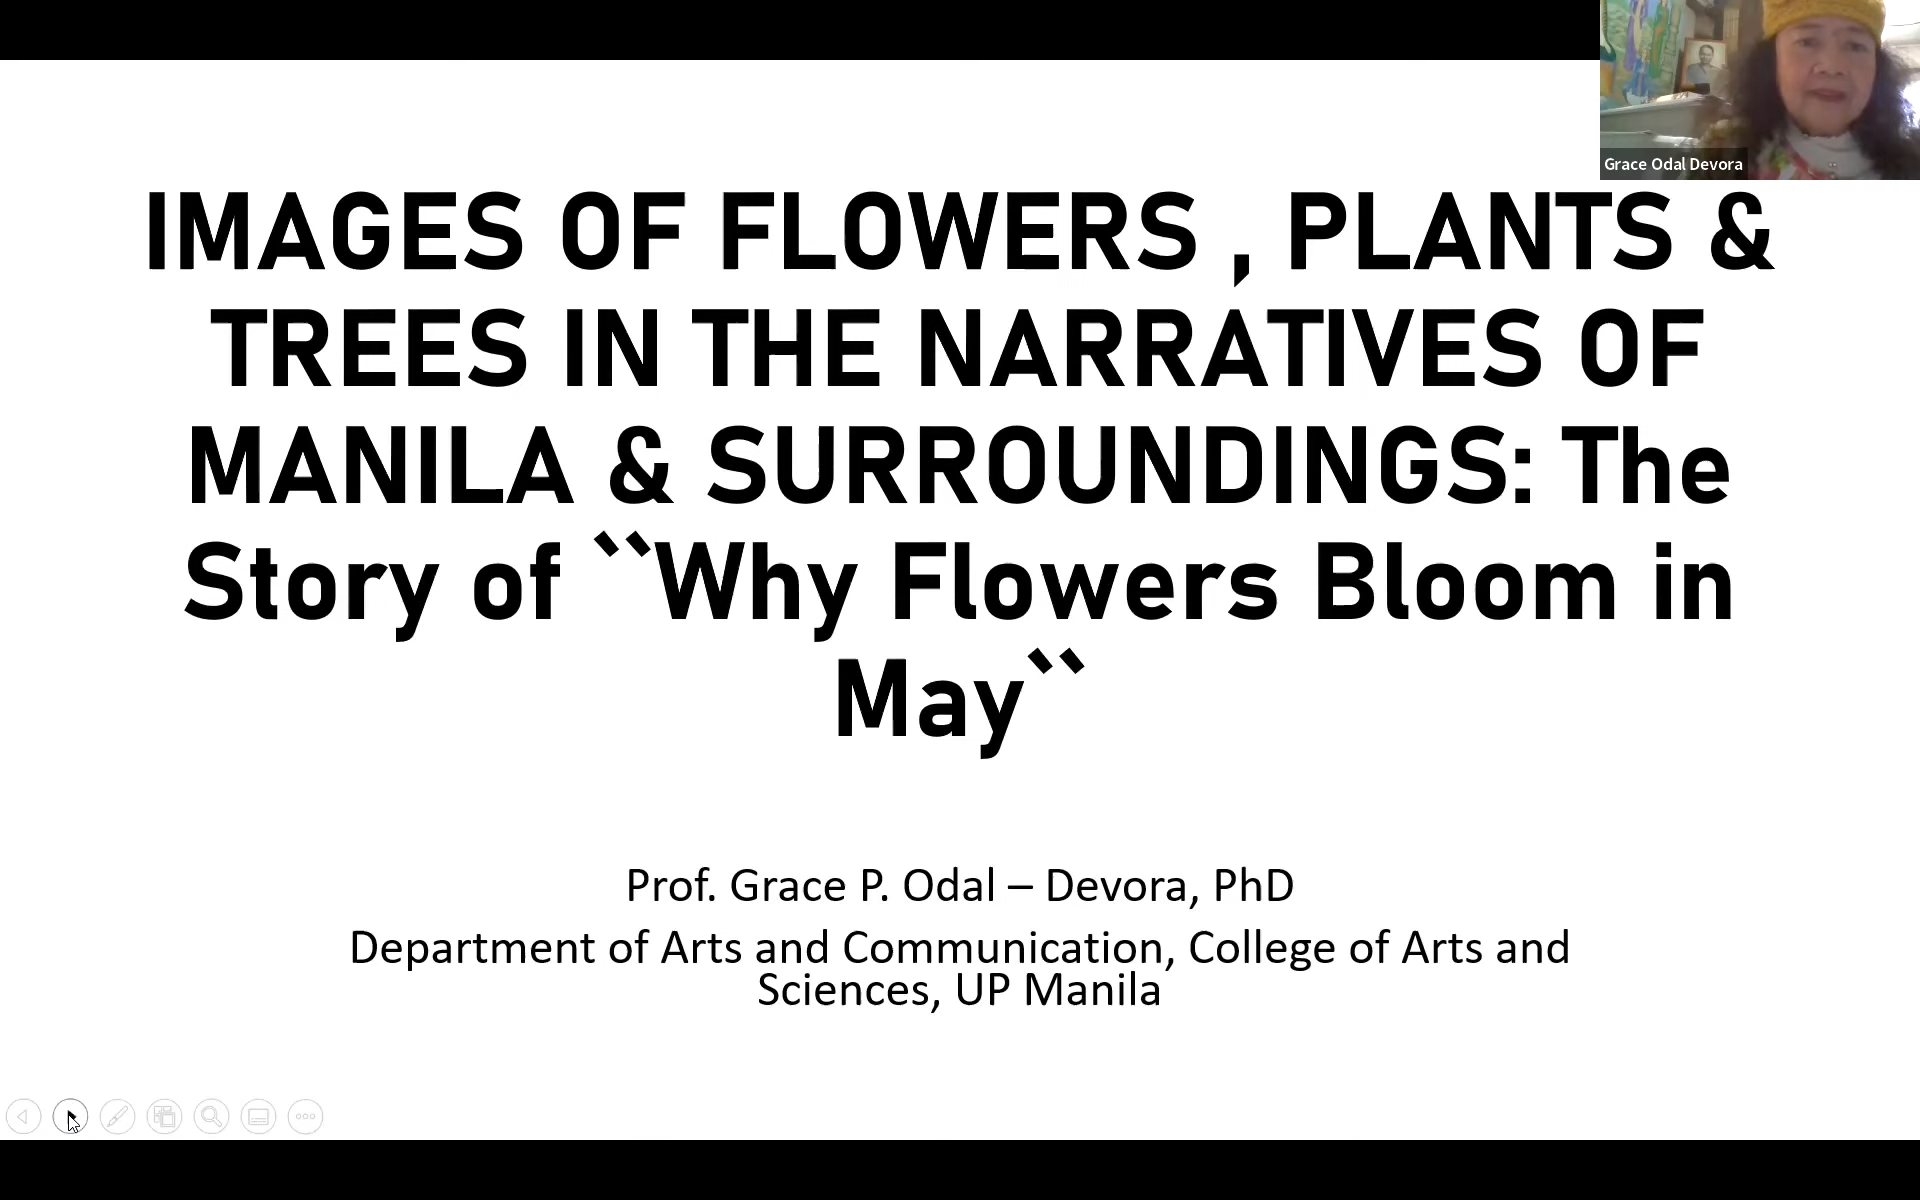 Grace Odal Devora
IMAGES OF FLOWERS , PLANTS &
TREES IN THE NARRATIVES OF
MANILA & SURROUNDINGS: The
Story of ``Why Flowers Bloom in
May``
Prof. Grace P. Odal – Devora, PhD
Department of Arts and Communication, College of Arts and
Sciences, UP Manila